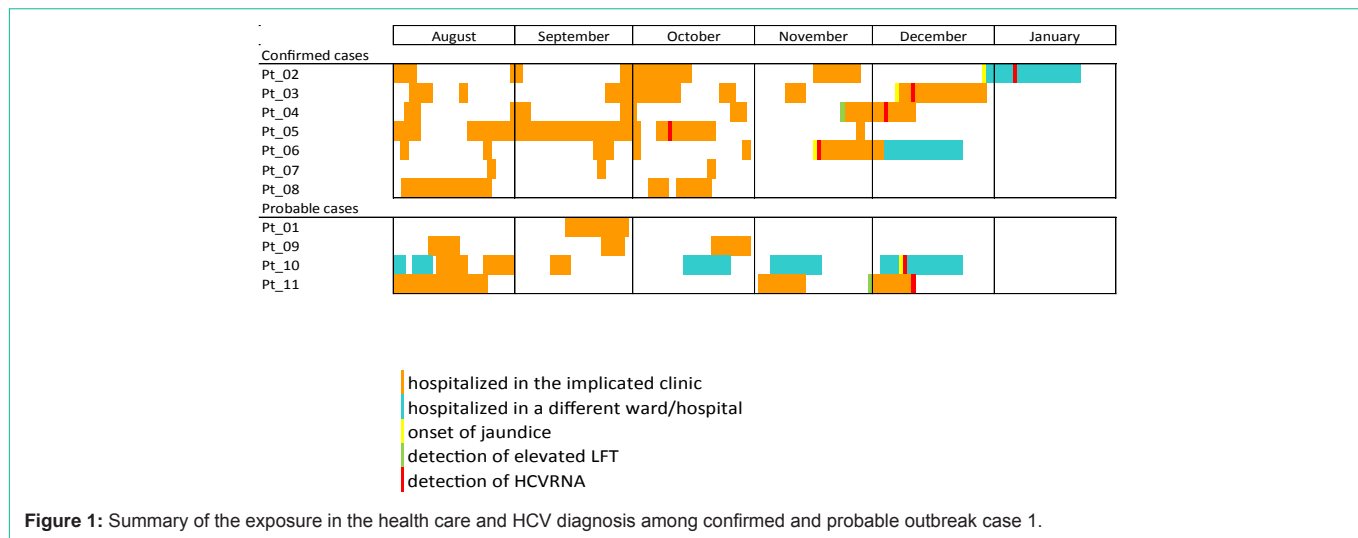 August September October November December January
Confirmed cases
Pt_02
Pt_03
Pt_04
Pt_05
Pt_06
Pt_07
Pt_08
Probable cases
Pt_01
Pt_09
Pt_10
Pt_11
hospitalized in the implicated clinic
hospitalized in a different ward/hospital
onset of jaundice
detection of elevated LFT
detection of HCVRNA
Figure 1: Summary of the exposure in the health care and HCV diagnosis among confirmed and probable outbreak case 1.